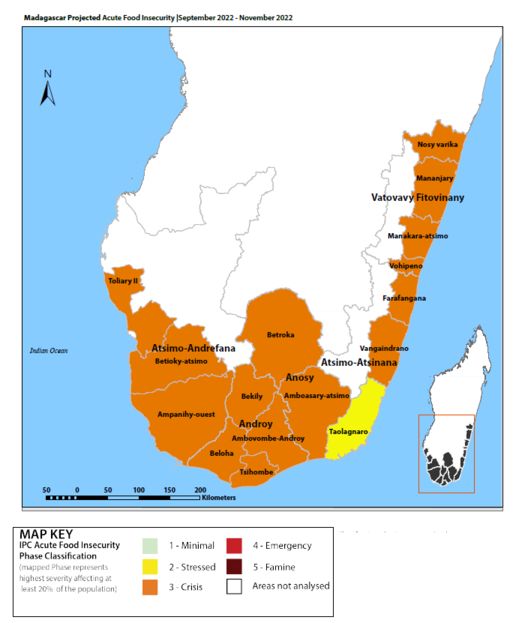 Madagascar Projected Acute Food Insecurity |September 2022 - November 2022
N
Nosy varika
Mananjary
Vatovavy Fitovinany
Manakara-atsimo
Vohipeno
Toliary II
Farafangana
Betroka
Atsimo-Andrefana
Vangaindrano
Indian Ocean
Betioky-atsimo
Atsimo-Atsinana
Anosy
Bekily
Amboasary-atsimo
Ampanihy-ouest
Androy
Taolagnaro
Ambovombe-Androy
Beloha
Tsihombe
50 0 50 100 150 200
Kilometers
MAP KEY
IPC Acute Food Insecurity
Phase Classification
(mapped Phase represents
highest severity affecting at
least 20% of the population)
1 - Minimal
2 - Stressed
3 - Crisis
4 - Emergency
5 - Famine
Areas not analysed